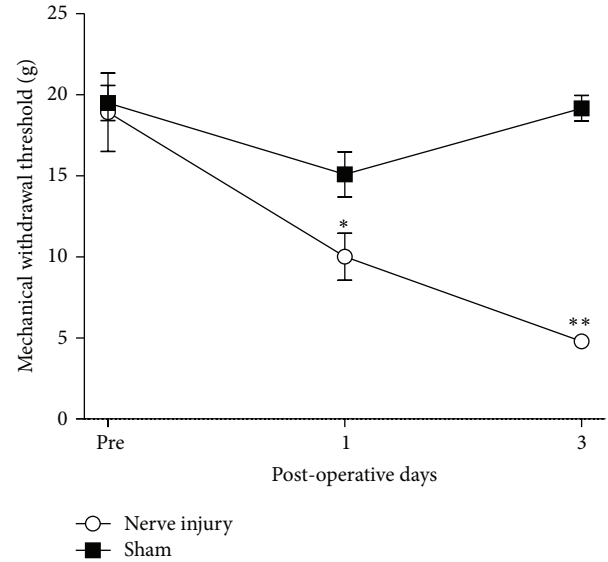 25
20
15
10
5
0
Mechanical withdrawal threshold (g)
*
**
Pre
1
3
Post-operative days
Nerve injury
Sham